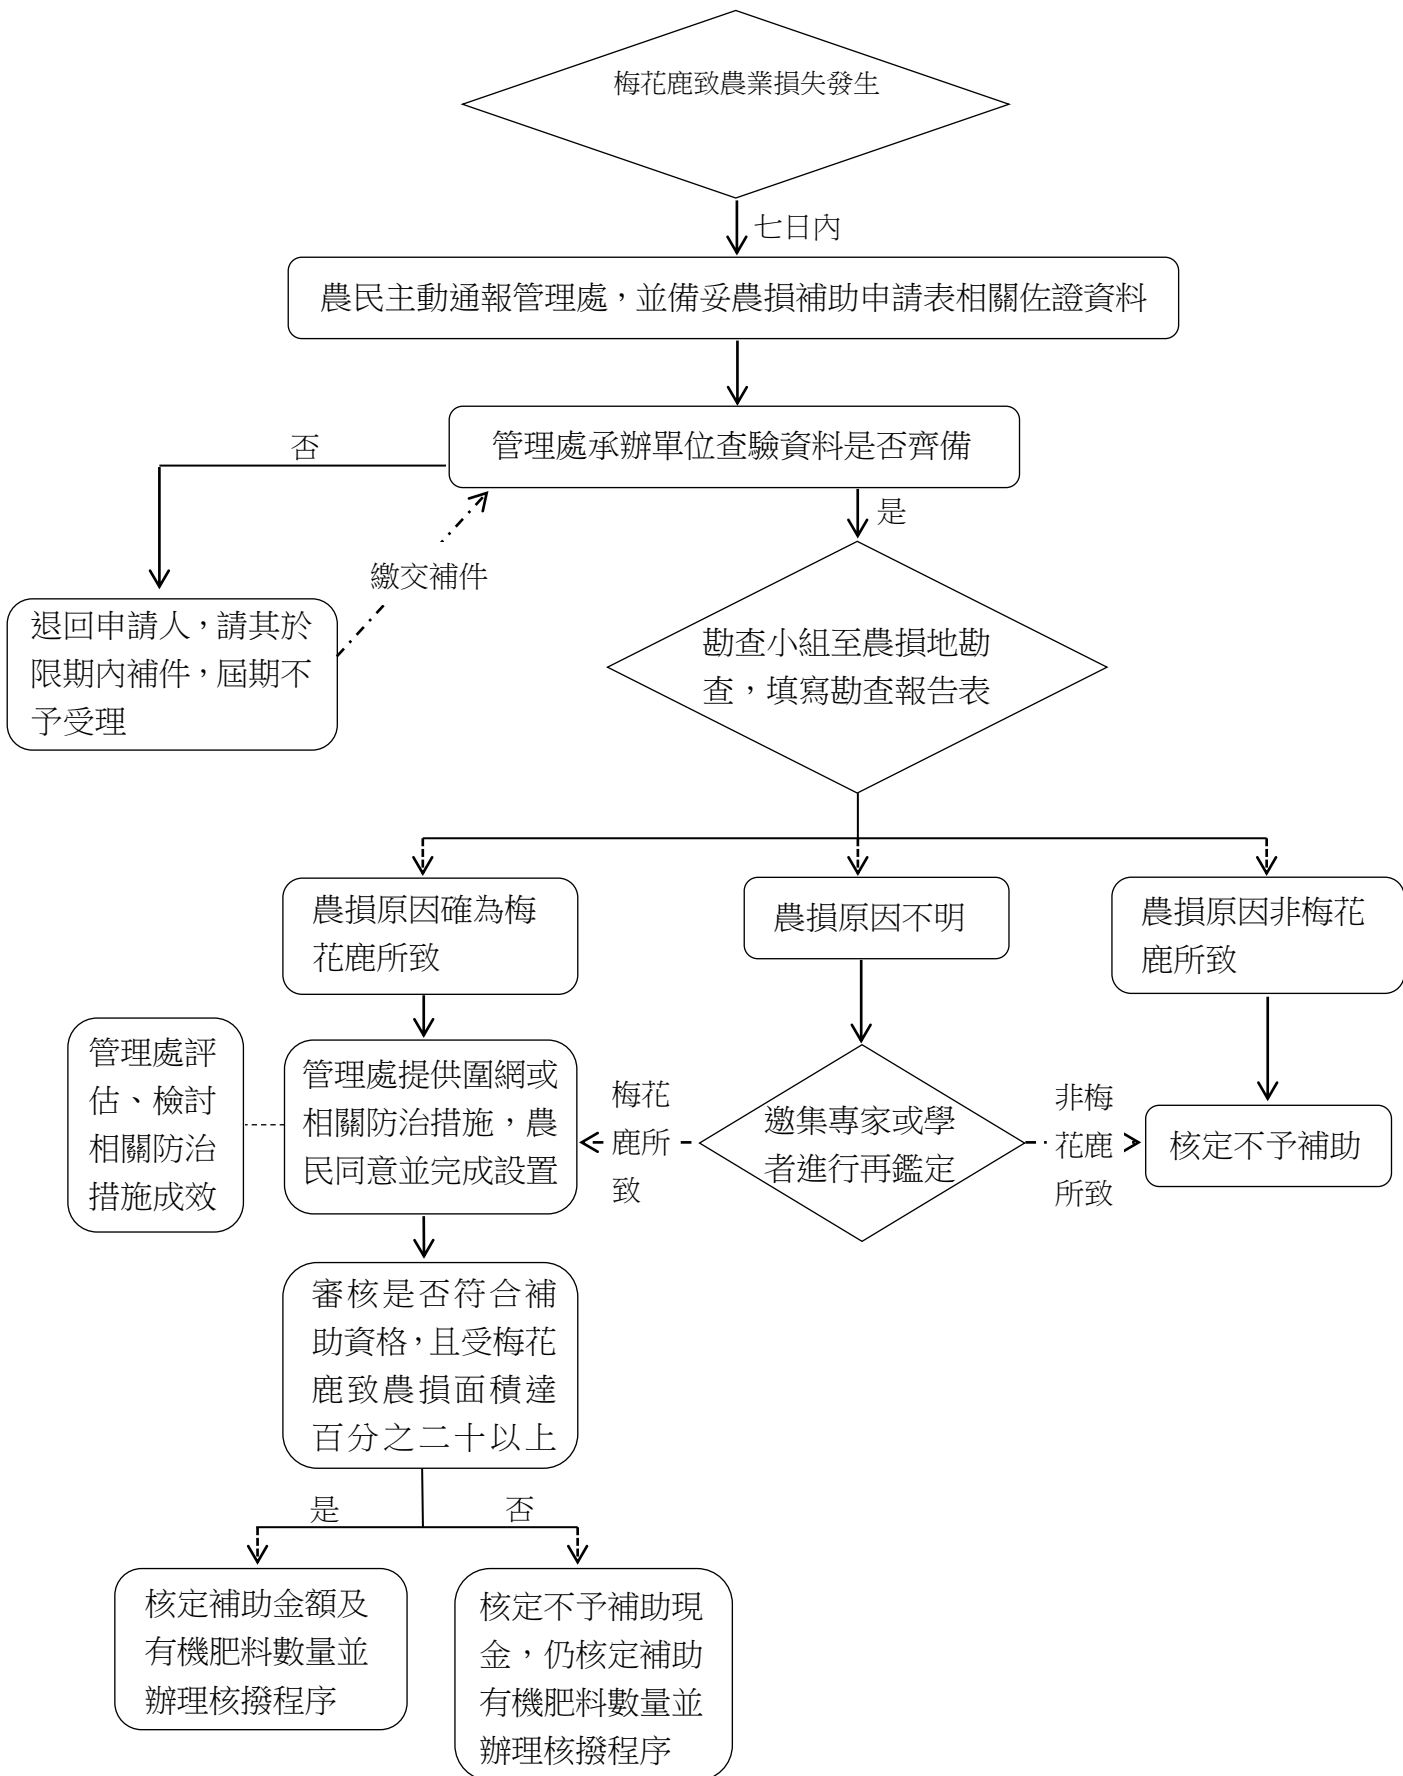 梅花鹿致農業損失發生
七日內
農民主動通報管理處，並備妥農損補助申請表相關佐證資料
管理處承辦單位查驗資料是否齊備
否
是
繳交補件
退回申請人，請其於
限期內補件，屆期不
予受理
勘查小組至農損地勘
查，填寫勘查報告表
農損原因確為梅
花鹿所致
農損原因不明
農損原因非梅花
鹿所致
管理處評
估、檢討
相關防治
措施成效
管理處提供圍網或
相關防治措施，農
民同意並完成設置
梅花
鹿所
致
邀集專家或學
者進行再鑑定
非梅
花鹿
所致
核定不予補助
審核是否符合補
助資格，且受梅花
鹿致農損面積達
百分之二十以上
是
否
核定補助金額及
有機肥料數量並
辦理核撥程序
核定不予補助現
金，仍核定補助
有機肥料數量並
辦理核撥程序